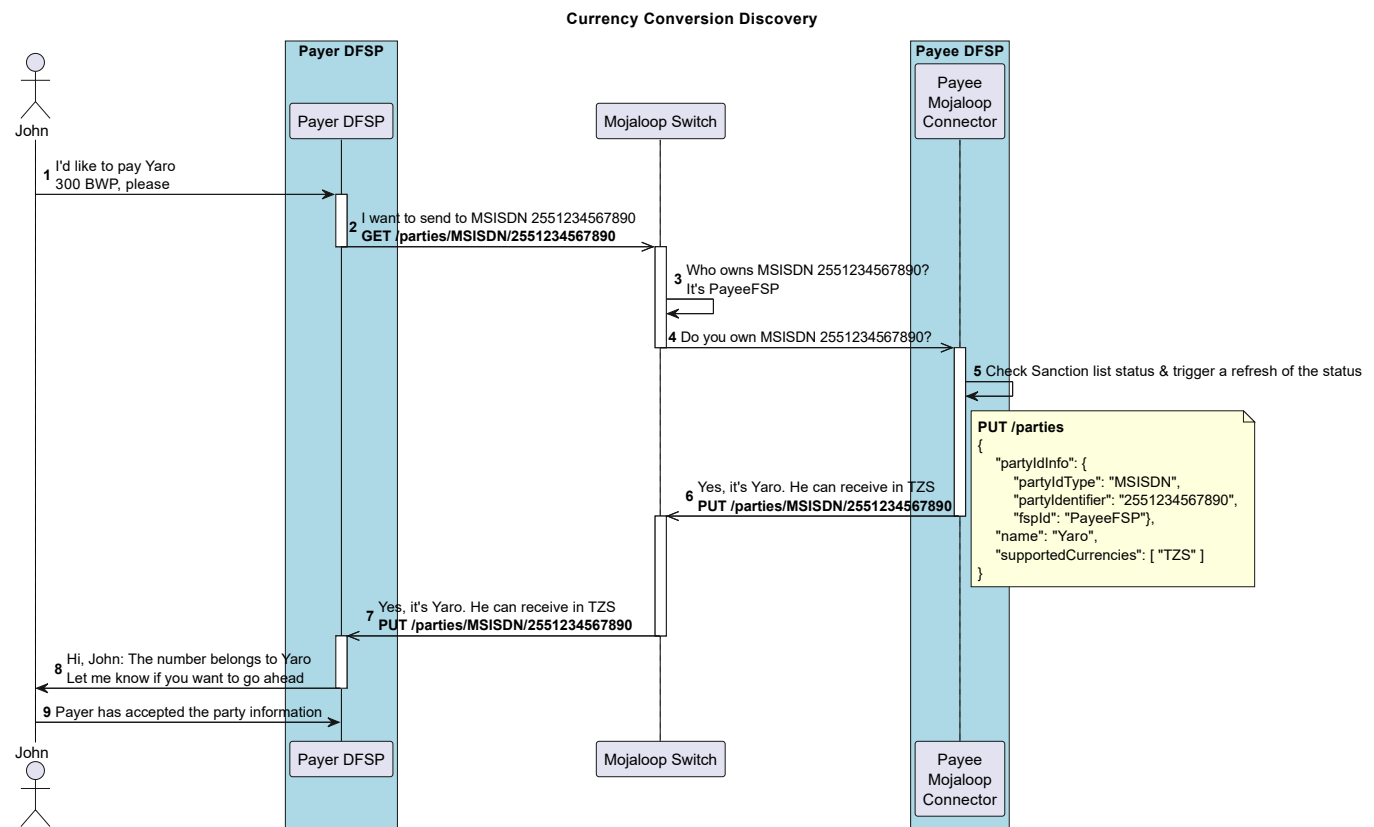 Currency Conversion Discovery
Payer DFSP
Payee DFSP
John
Payer DFSP
Mojaloop Switch
Payee
Mojaloop
Connector
1 I'd like to pay Yaro
300 BWP, please
2 I want to send to MSISDN 2551234567890
GET /parties/MSISDN/2551234567890
3 Who owns MSISDN 2551234567890?
It's PayeeFSP
4 Do you own MSISDN 2551234567890?
5 Check Sanction list status & trigger a refresh of the status
PUT /parties
{
"partyIdInfo": {
"partyIdType": "MSISDN",
"partyIdentifier": "2551234567890",
"fspId": "PayeeFSP"},
"name": "Yaro",
"supportedCurrencies": [ "TZS" ]
}
6 Yes, it's Yaro. He can receive in TZS
PUT /parties/MSISDN/2551234567890
7 Yes, it's Yaro. He can receive in TZS
PUT /parties/MSISDN/2551234567890
8 Hi, John: The number belongs to Yaro
Let me know if you want to go ahead
9 Payer has accepted the party information
John
Payer DFSP
Mojaloop Switch
Payee
Mojaloop
Connector